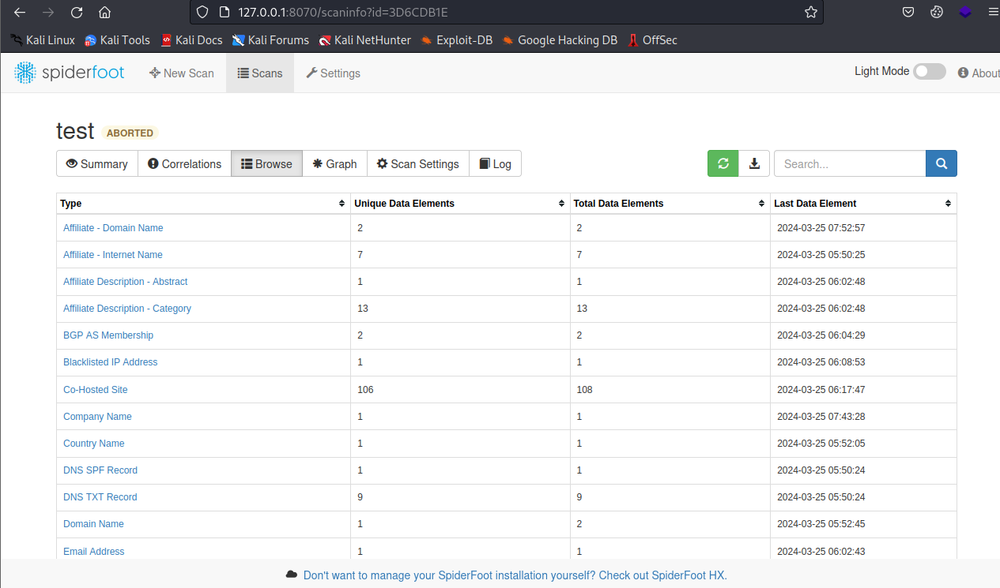 127.0.0.1:8070/scaninfo?id=3D6CDB1E
Kali Linux Kali Tools Kali Docs Kali Forums Kali NetHunter Exploit-DB Google Hacking DB OffSec
spiderfoot New Scan Scans Settings Light Mode About
test ABORTED
Summary Correlations Browse Graph Scan Settings Log Search...
Type Unique Data Elements Total Data Elements Last Data Element
Affiliate - Domain Name 2 2 2024-03-25 07:52:57
Affiliate - Internet Name 7 7 2024-03-25 05:50:25
Affiliate Description - Abstract 1 1 2024-03-25 06:02:48
Affiliate Description - Category 13 13 2024-03-25 06:02:48
BGP AS Membership 2 2 2024-03-25 06:04:29
Blacklisted IP Address 1 1 2024-03-25 06:08:53
Co-Hosted Site 106 108 2024-03-25 06:17:47
Company Name 1 1 2024-03-25 07:43:28
Country Name 1 1 2024-03-25 05:52:05
DNS SPF Record 1 1 2024-03-25 05:50:24
DNS TXT Record 9 9 2024-03-25 05:50:24
Domain Name 1 2 2024-03-25 05:52:45
Email Address 1 1 2024-03-25 06:02:43
Don't want to manage your SpiderFoot installation yourself? Check out SpiderFoot HX.